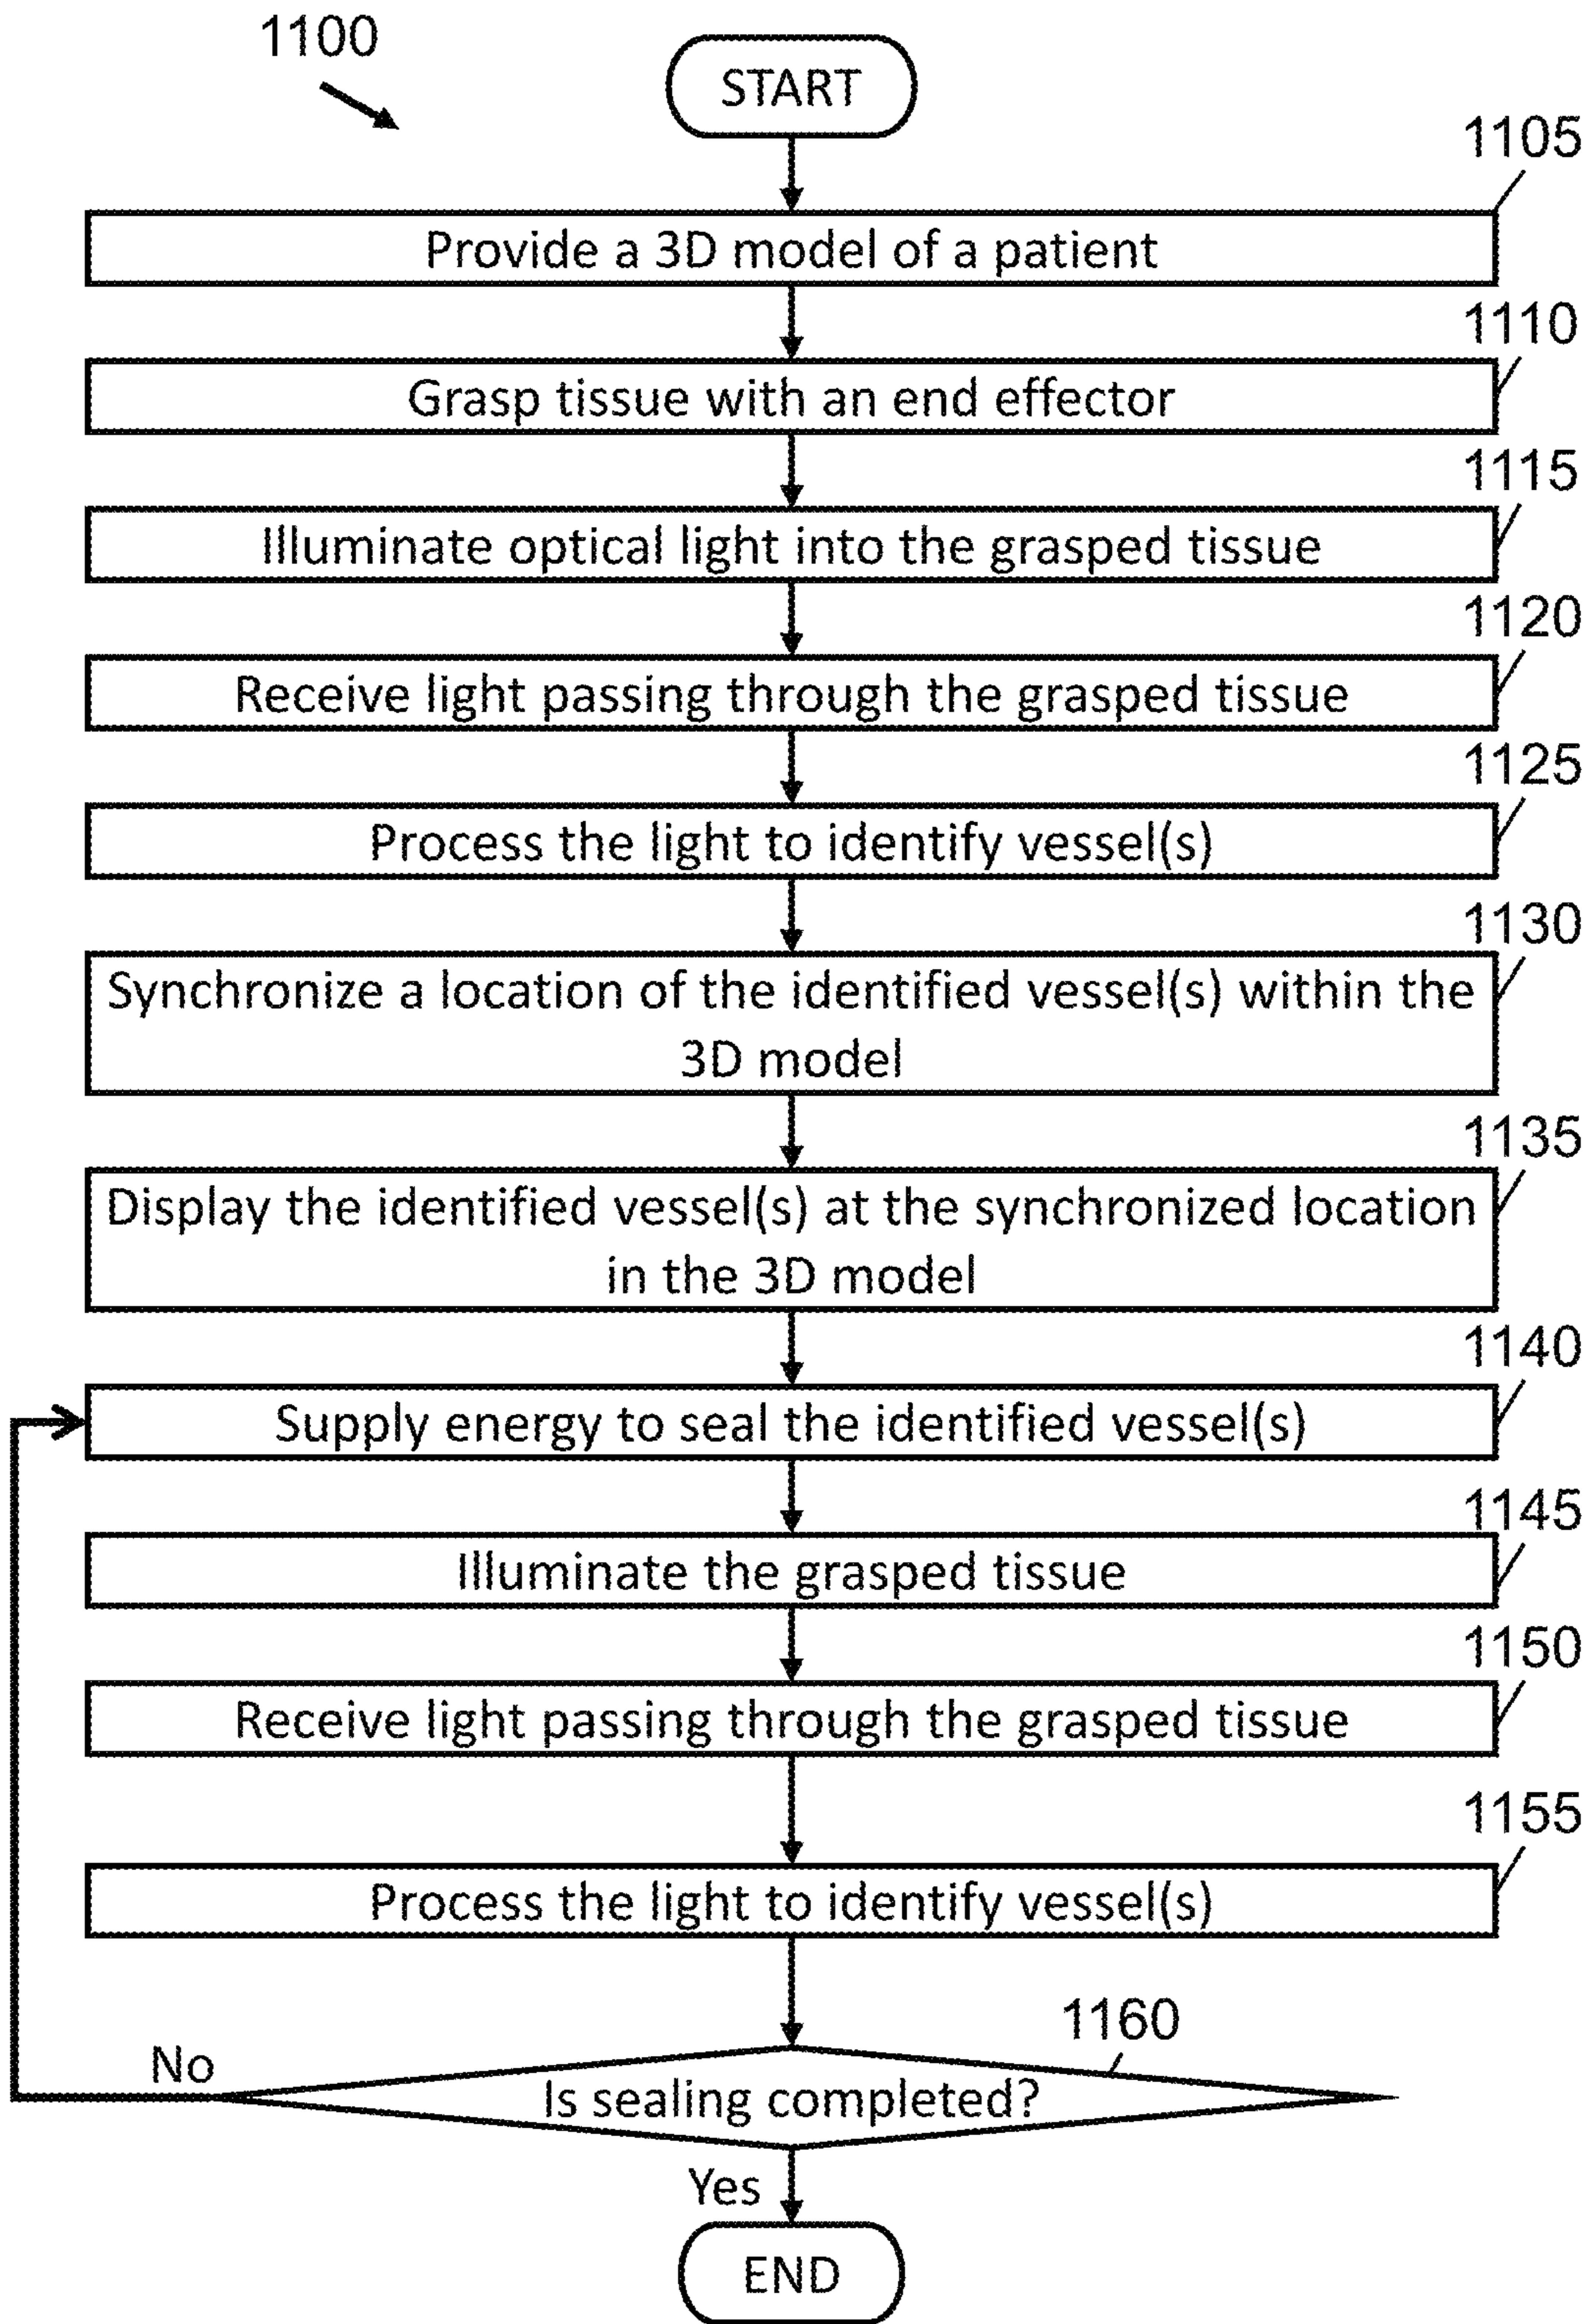 1100
START
1105
Provide a 3D model of a patient
1110
Grasp tissue with an end effector
1115
Illuminate optical light into the grasped tissue
1120
Receive light passing through the grasped tissue
1125
Process the light to identify vessel(s)
1130
Synchronize a location of the identified vessel(s) within the
3D model
1135
Display the identified vessel(s) at the synchronized location
in the 3D model
1140
Supply energy to seal the identified vessel(s)
1145
Illuminate the grasped tissue
1150
Receive light passing through the grasped tissue
1155
Process the light to identify vessel(s)
1160
No
Is sealing completed?
Yes
END